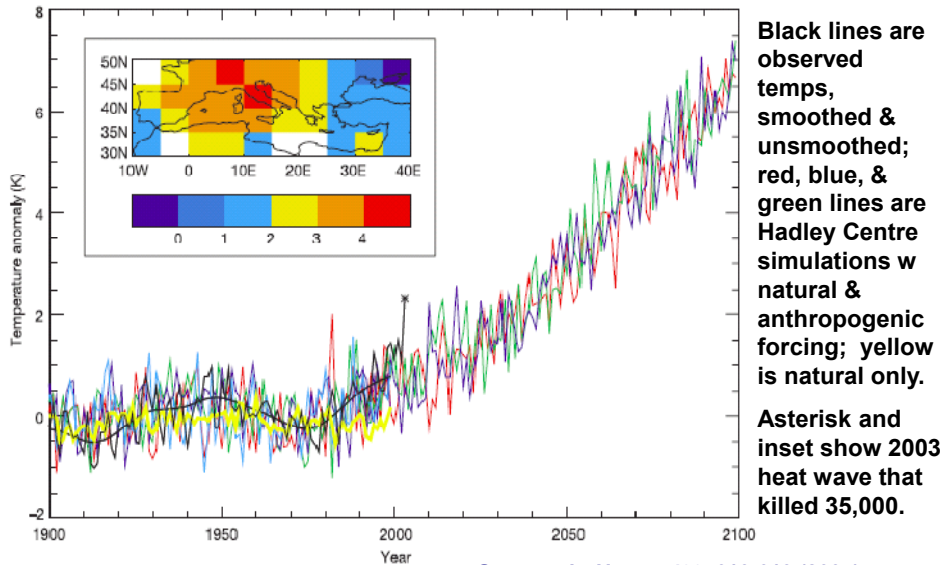 8
6
4
2
0
–2
Temperature anomaly (K)
50N
45N
40N
35N
30N
10W 0 10E 20E 30E 40E
0 1 2 3 4
1900 1950 2000 2050 2100
Year
Black lines are
observed
temps,
smoothed &
unsmoothed;
red, blue, &
green lines are
Hadley Centre
simulations w
natural &
anthropogenic
forcing; yellow
is natural only.
Asterisk and
inset show 2003
heat wave that
killed 35,000.